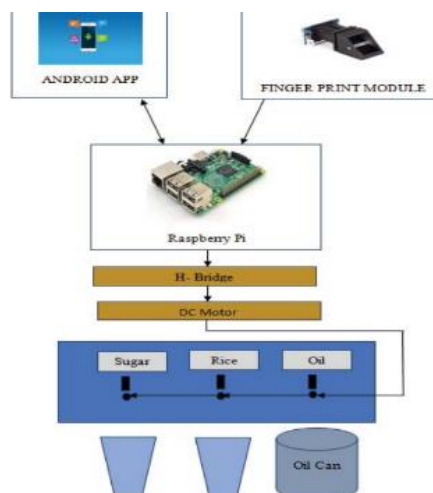 ANDROID APP
FINGER PRINT MODULE
Raspberry Pi
H- Bridge
DC Motor
Sugar
Rice
Oil
Oil Can